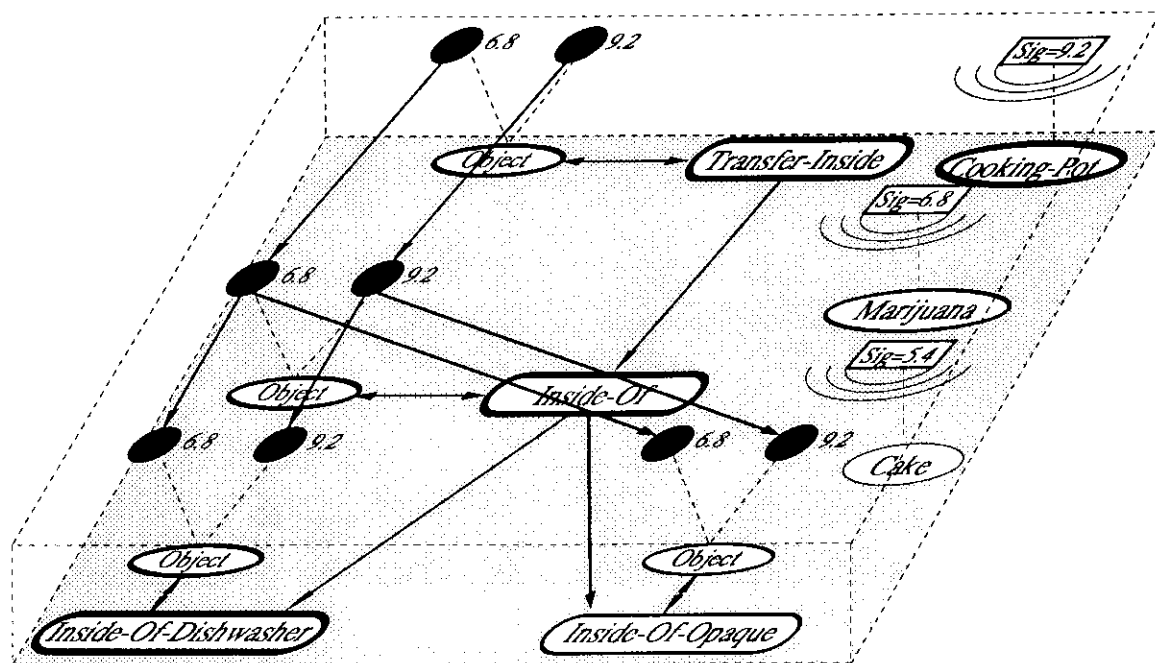 6.8
9.2
Sig=9.2
Object
Transfer-Inside
Cooking-Pot
Sig=6.8
6.8
9.2
Marijuana
Sig=5.4
Object
Inside-Of
6.8
9.2
6.8
9.2
Cake
Object
Object
Inside-Of-Dishwasher
Inside-Of-Opaque